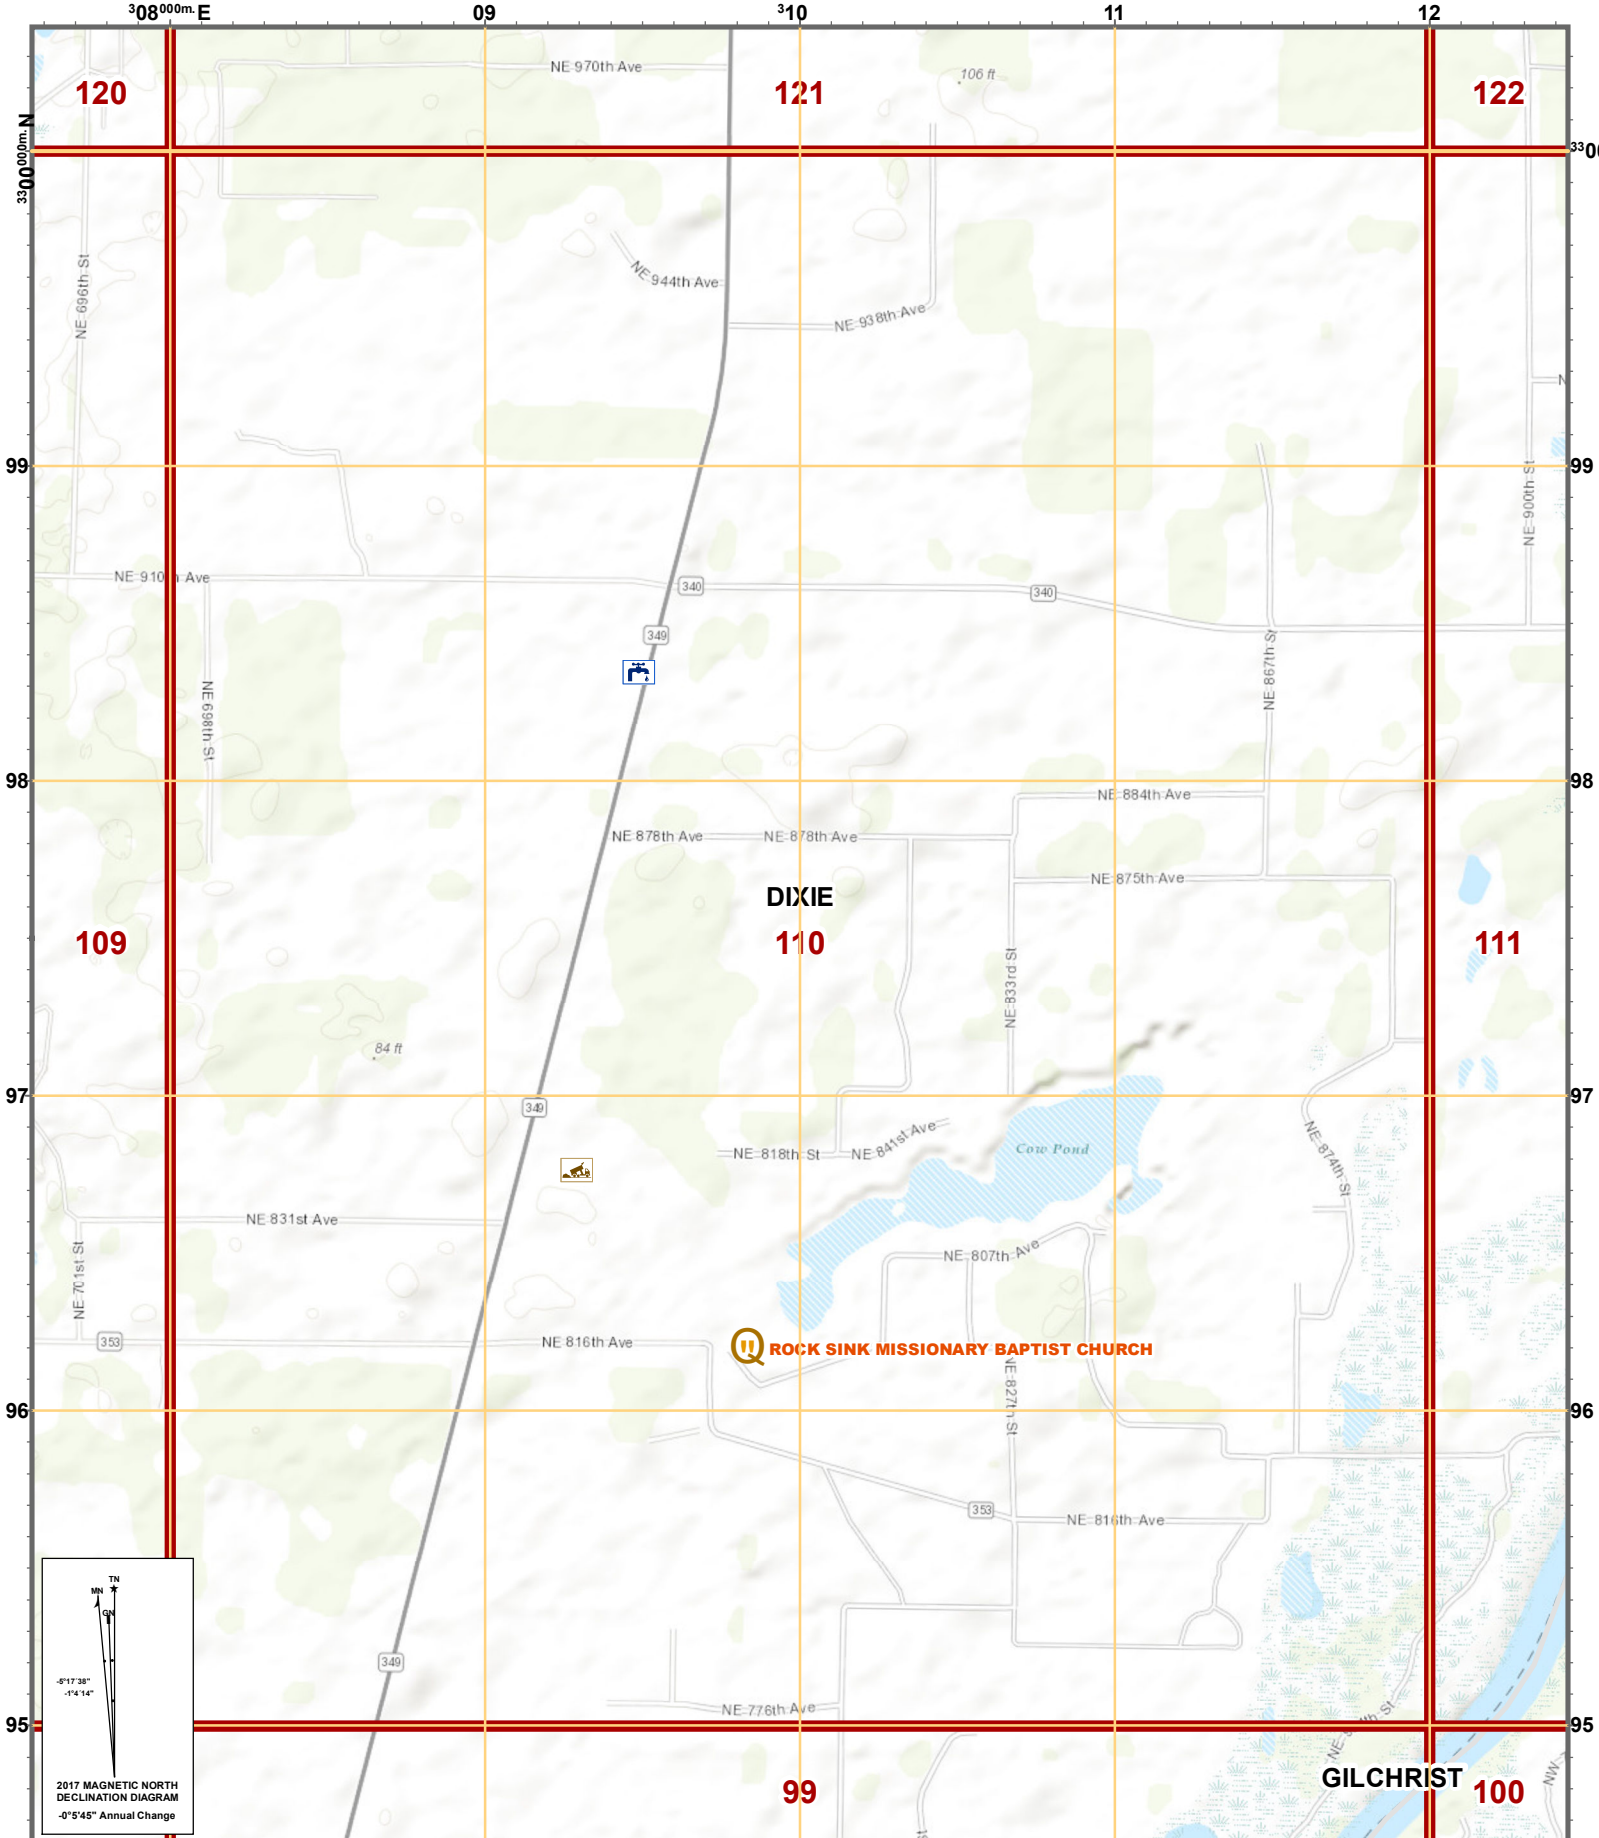 308000m. E
09
310
11
12
NE 970th Ave
106 ft
120
121
122
3300000m. N
NE 696th St
NE 944th Ave
NE 938th Ave
99
99
NE 900th St
NE 910th Ave
340
340
349
NE 867th St
NE 698th St
98
98
NE 884th Ave
NE 878th Ave
NE 878th Ave
NE 875th Ave
DIXIE
109
110
111
NE 833rd St
84 ft
97
97
349
NE 818th St
NE 841st Ave
Cow Pond
NE 874th St
NE 831st Ave
NE 701st St
NE 807th Ave
353
NE 816th Ave
ROCK SINK MISSIONARY BAPTIST CHURCH
NE 827th St
96
96
353
NE 816th Ave
TN
MN
GN
349
-5°17'38"
-1°4'14"
NE 776th Ave
95
95
2017 MAGNETIC NORTH
DECLINATION DIAGRAM
-0°5'45" Annual Change
99
GILCHRIST
100